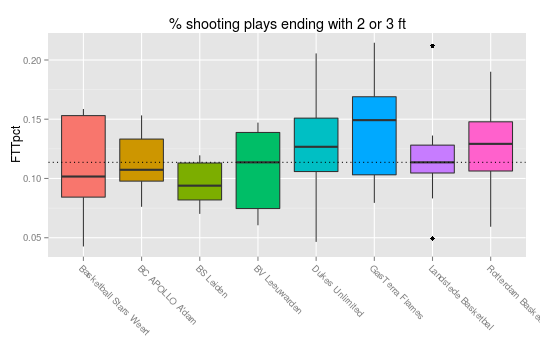 % shooting plays ending with 2 or 3 ft
FTTpct
0.20
0.15
0.10
0.05
Basketball Stars Weert
BC APOLLO A'dam
BS Leiden
BV Leeuwarden
Dukes Unlimited
GasTerra Flames
Landstede Basketbal
Rotterdam Baske